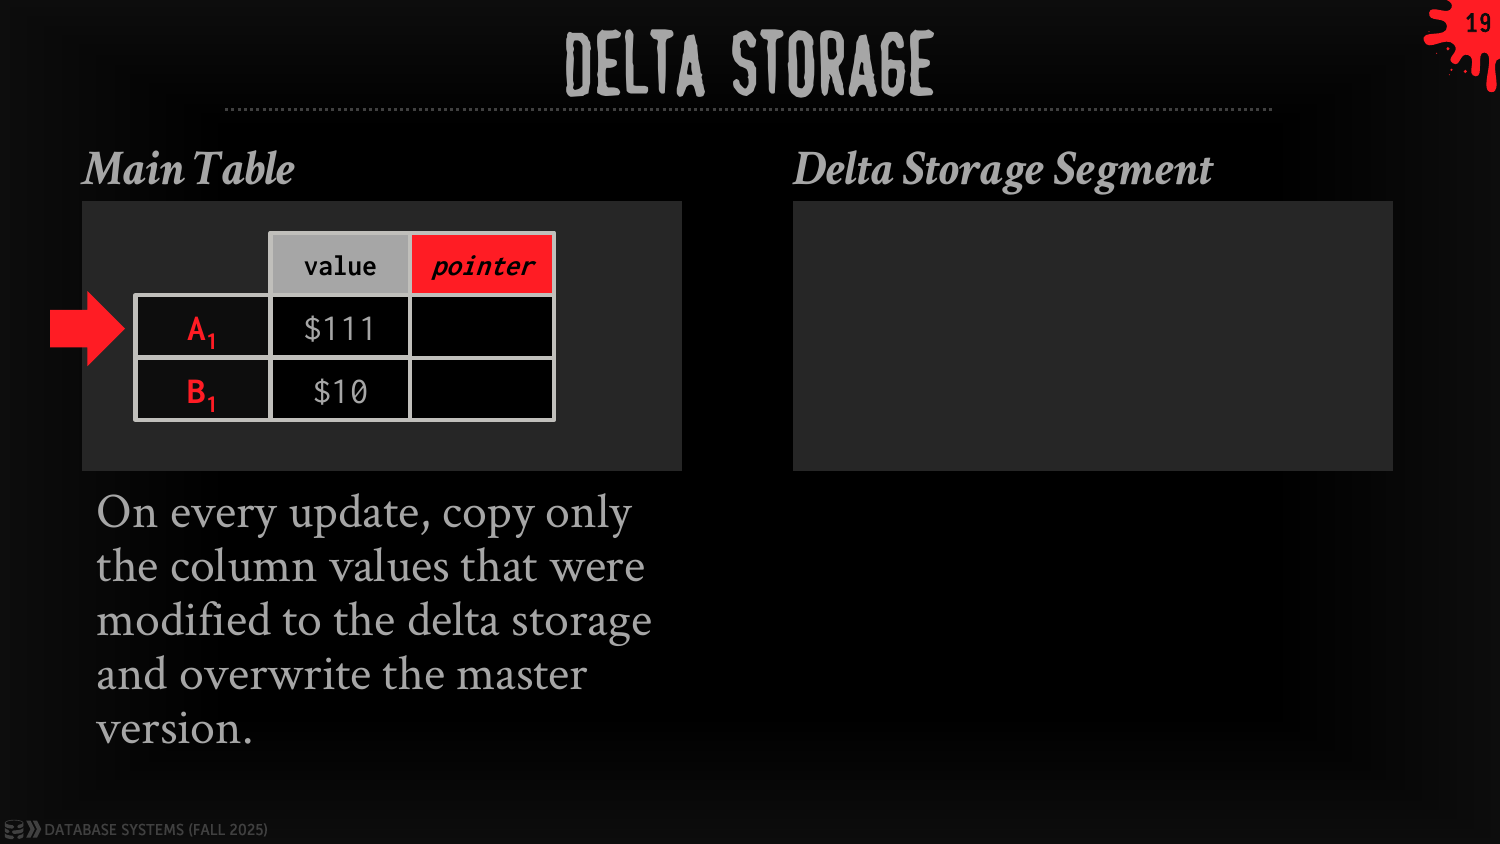 19
DELTA STORAGE
Main Table
Delta Storage Segment
value pointer
A₁ $111
B₁ $10
On every update, copy only
the column values that were
modified to the delta storage
and overwrite the master
version.
DATABASE SYSTEMS (FALL 2025)